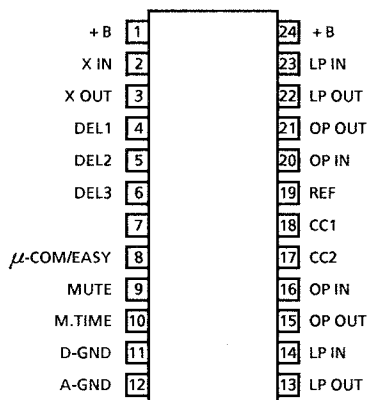 + B 1 24 + B
X IN 2 23 LP IN
X OUT 3 22 LP OUT
DEL1 4 21 OP OUT
DEL2 5 20 OP IN
DEL3 6 19 REF
7 18 CC1
μ-COM/EASY 8 17 CC2
MUTE 9 16 OP IN
M.TIME 10 15 OP OUT
D-GND 11 14 LP IN
A-GND 12 13 LP OUT